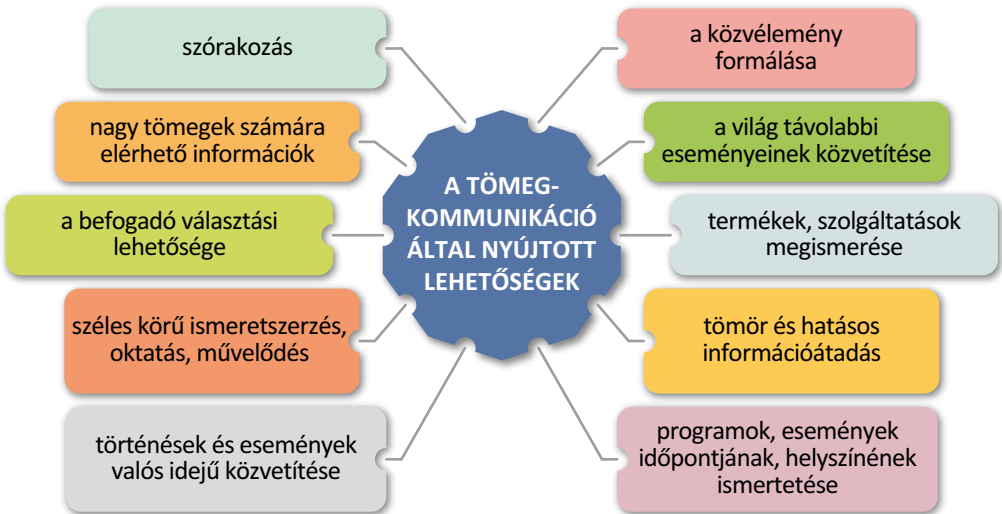 szórakozás
nagy tömegek számára
elérhető információk
a befogadó választási
lehetősége
széles körű ismeretszerzés,
oktatás, művelődés
történések és események
valós idejű közvetítése
A TÖMEG-
KOMMUNIKÁCIÓ
ÁLTAL NYÚJTOTT
LEHETŐSÉGEK
a közvélemény
formálása
a világ távolabbi
eseményeinek közvetítése
termékek, szolgáltatások
megismerése
tömör és hatásos
információátadás
programok, események
időpontjának, helyszínének
ismertetése